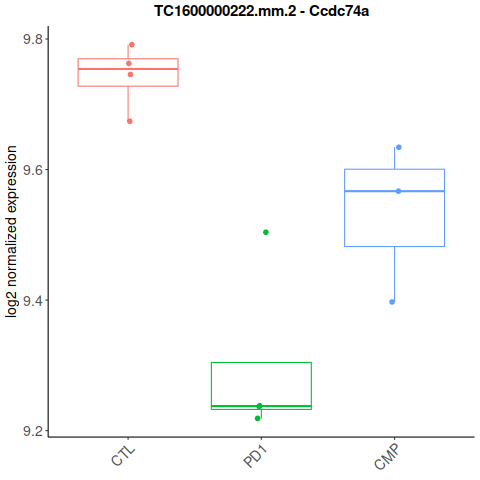 TC1600000222.mm.2 - Ccdc74a
log2 normalized expression
9.8
9.6
9.4
9.2
CTL
PD1
CMP